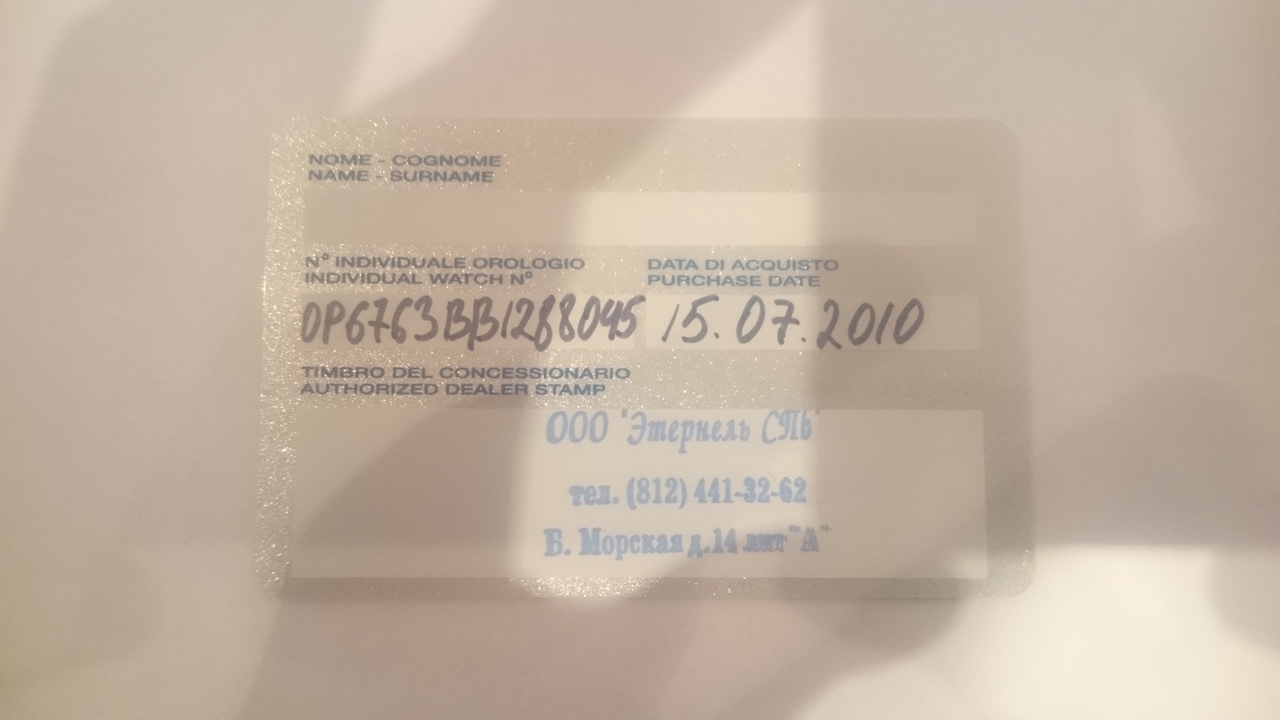 NOME - COGNOME
NAME - SURNAME
N° INDIVIDUALE OROLOGIO
INDIVIDUAL WATCH N°
DATA DI ACQUISTO
PURCHASE DATE
OP6763BB1288045
15.07.2010
TIMBRO DEL CONCESSIONARIO
AUTHORIZED DEALER STAMP
ООО "Этернель СПб"
тел. (812) 441-32-62
Б. Морская д.14 лит "А"